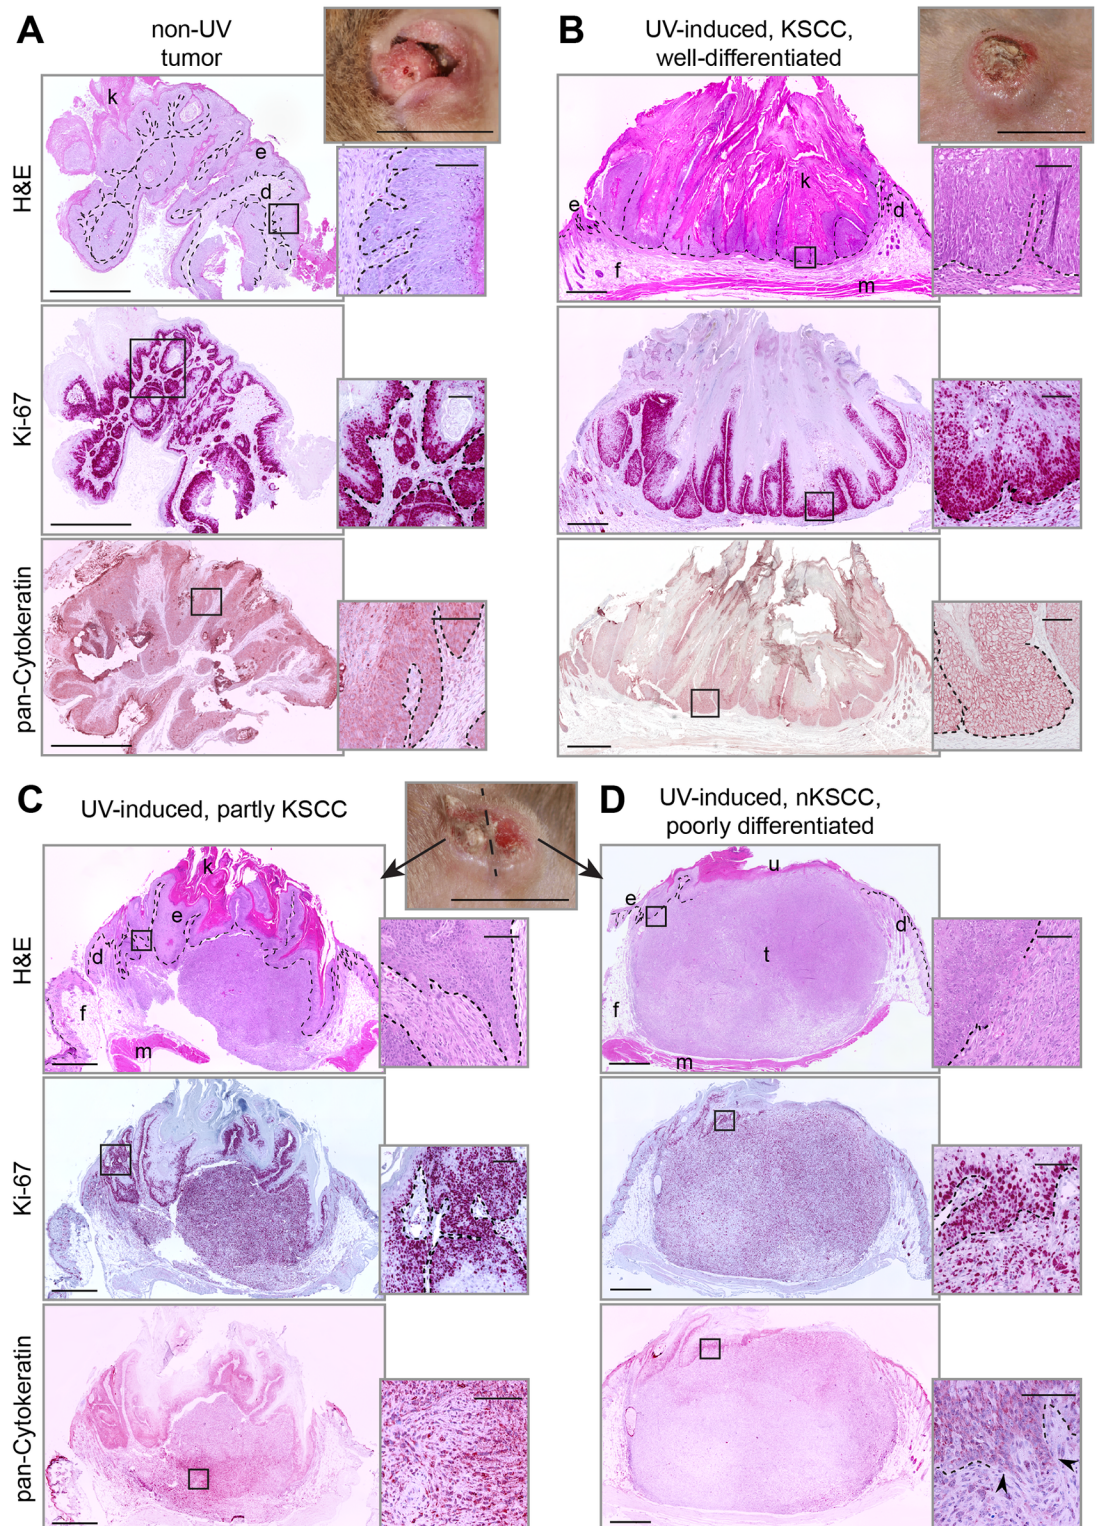 A
non-UV
tumor
B
UV-induced, KSCC,
well-differentiated
H&E
k
e
d
e
k
d
f
m
Ki-67
pan-Cytokeratin
C
UV-induced, partly KSCC
D
UV-induced, nKSCC,
poorly differentiated
H&E
k
e
d
f
m
u
e
d
t
f
m
Ki-67
pan-Cytokeratin